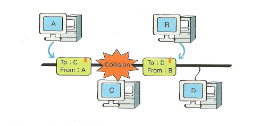 A
B
To : C
From : A
Collision
To : D
From : B
C
D